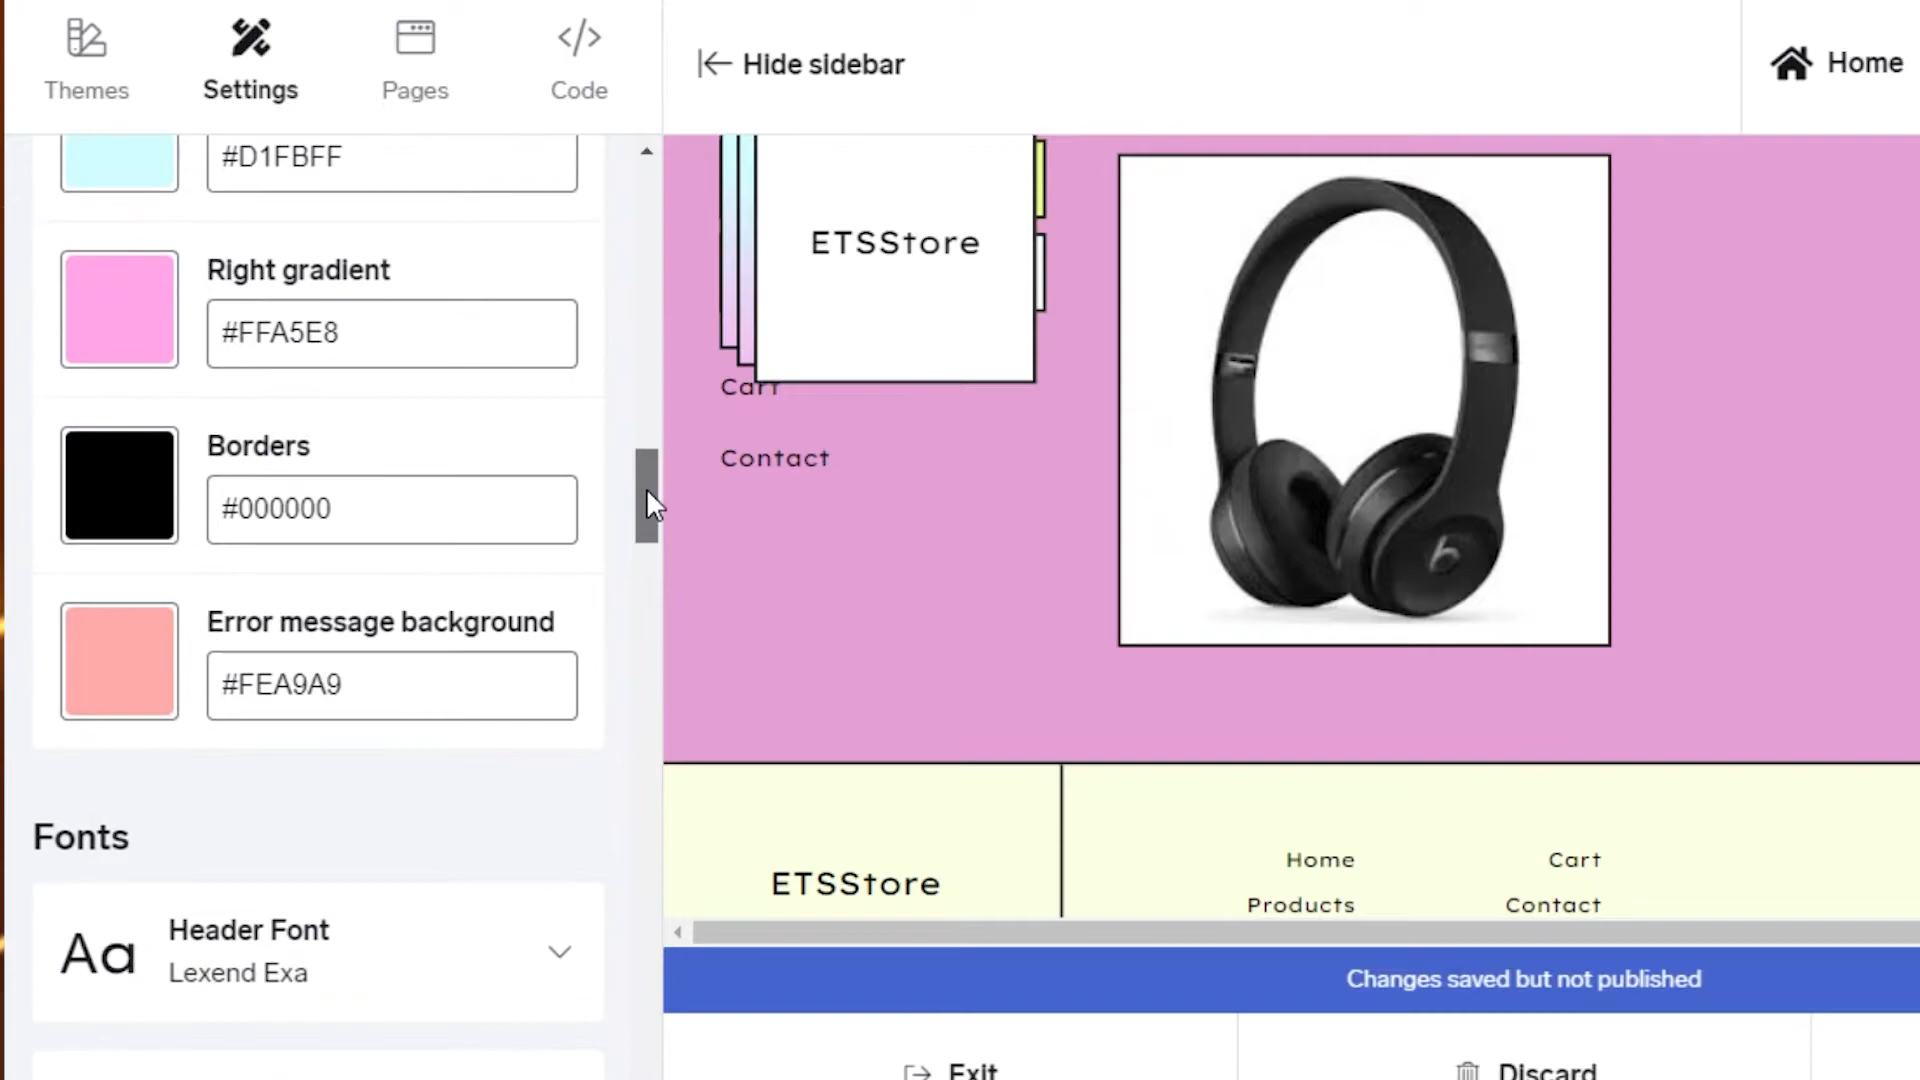 Themes
Settings
Pages
Code
Hide sidebar
Home
#D1FBFF
Right gradient
#FFA5E8
Borders
#000000
Error message background
#FEA9A9
Fonts
Aa
Header Font
Lexend Exa
ETSStore
Cart
Contact
b
ETSStore
Home
Cart
Products
Contact
Changes saved but not published
Exit
Discard